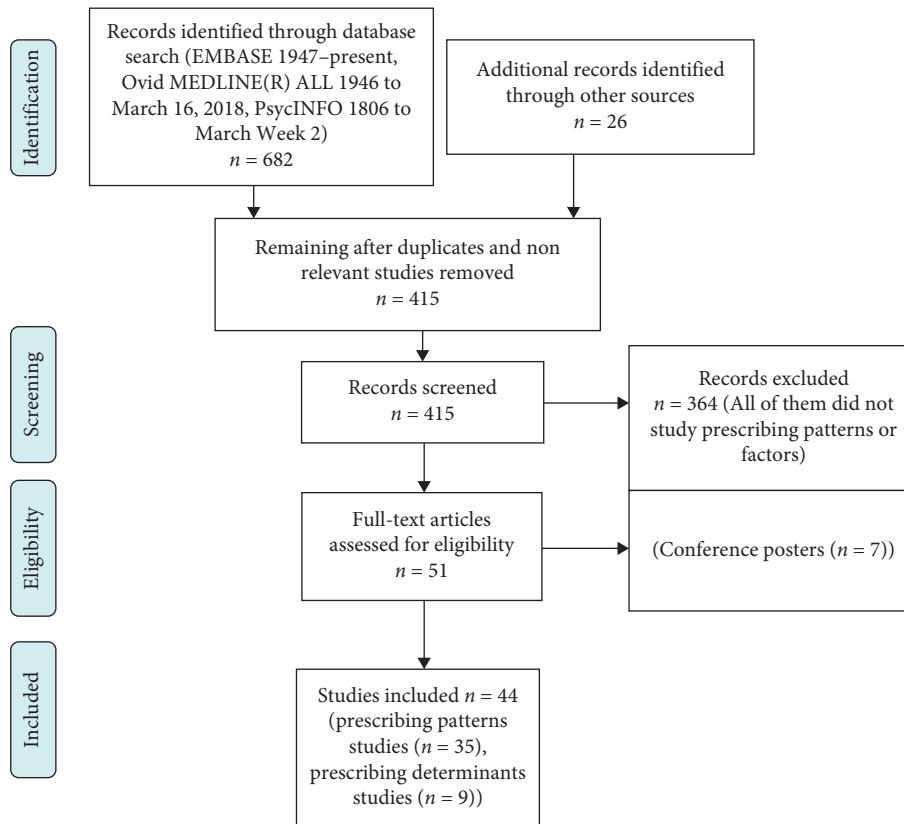 Identification
Records identified through database
search (EMBASE 1947–present,
Ovid MEDLINE(R) ALL 1946 to
March 16, 2018, PsycINFO 1806 to
March Week 2)
n = 682
Additional records identified
through other sources
n = 26
Remaining after duplicates and non
relevant studies removed
n = 415
Screening
Records screened
n = 415
Records excluded
n = 364 (All of them did not
study prescribing patterns or
factors)
Eligibility
Full-text articles
assessed for eligibility
n = 51
(Conference posters (n = 7))
Included
Studies included n = 44
(prescribing patterns
studies (n = 35),
prescribing determinants
studies (n = 9))